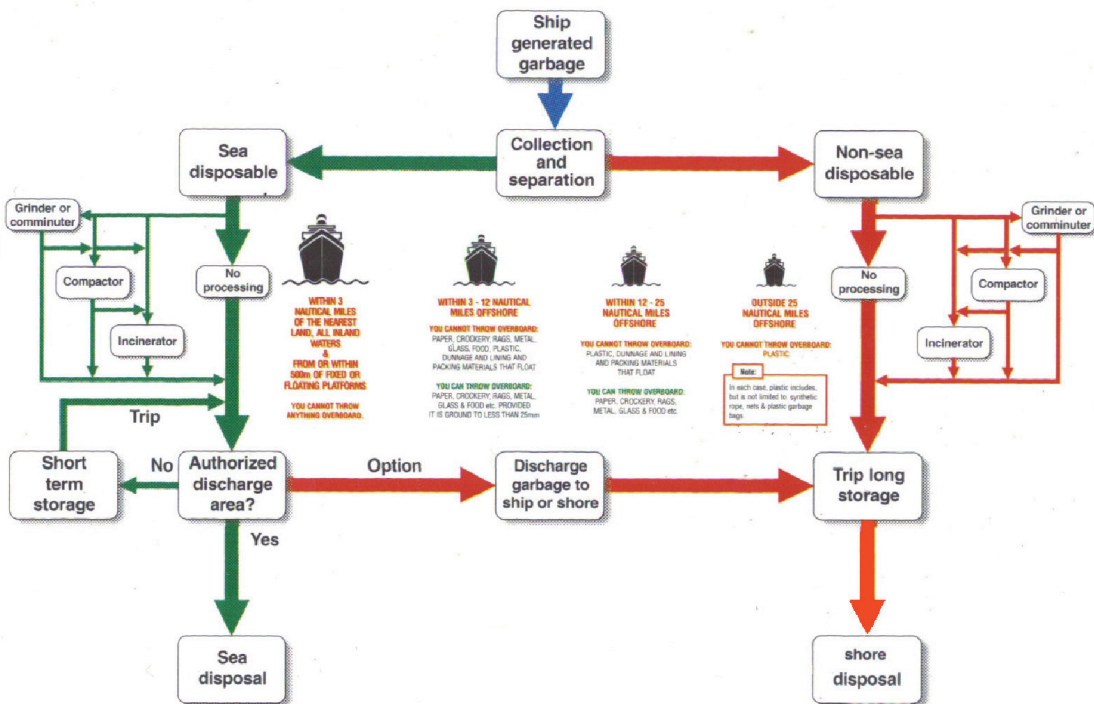 Ship
generated
garbage
Sea
disposable
Collection
and
separation
Non-sea
disposable
Grinder or
comminuter
Compactor
Incinerator
No
processing
WITHIN 3
NAUTICAL MILES
OF THE NEAREST
LAND, ALL INLAND
WATERS
&
FROM OR WITHIN
500m OF FIXED OR
FLOATING PLATFORMS
YOU CANNOT THROW
ANYTHING OVERBOARD.
WITHIN 3 - 12 NAUTICAL
MILES OFFSHORE
YOU CANNOT THROW OVERBOARD:
PAPER, CROCKERY, RAGS, METAL,
GLASS, FOOD, PLASTIC,
DUNNAGE AND LINING AND
PACKING MATERIALS THAT FLOAT
YOU CAN THROW OVERBOARD:
PAPER, CROCKERY, RAGS, METAL,
GLASS & FOOD etc. PROVIDED
IT IS GROUND TO LESS THAN 25mm
WITHIN 12 - 25
NAUTICAL MILES
OFFSHORE
YOU CANNOT THROW OVERBOARD:
PLASTIC, DUNNAGE AND LINING
AND PACKING MATERIALS
THAT FLOAT
YOU CAN THROW OVERBOARD:
PAPER, CROCKERY, RAGS,
METAL, GLASS & FOOD etc.
OUTSIDE 25
NAUTICAL MILES
OFFSHORE
YOU CANNOT THROW OVERBOARD:
PLASTIC.
Note:
In each case, plastic includes,
but is not limited to: synthetic
rope, nets & plastic garbage
bags.
No
processing
Grinder or
comminuter
Compactor
Incinerator
Trip
Short
term
storage
No
Authorized
discharge
area?
Option
Discharge
garbage to
ship or shore
Trip long
storage
Yes
Sea
disposal
shore
disposal